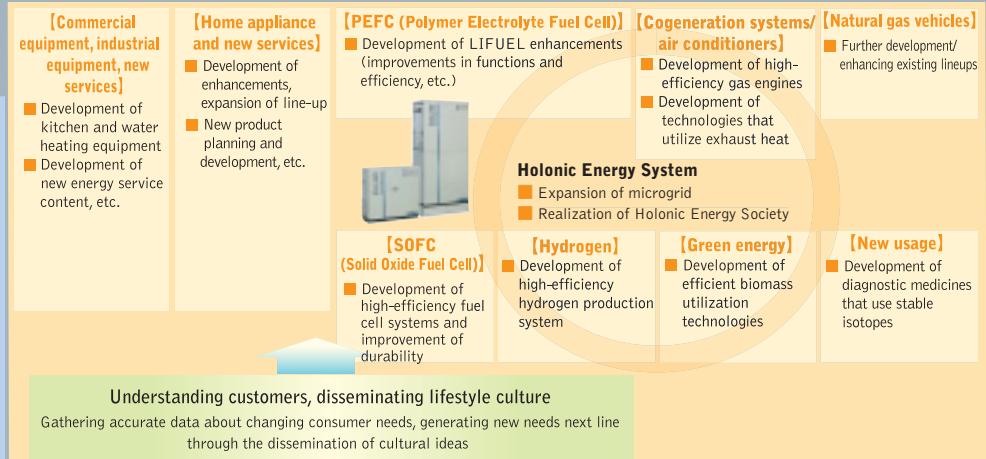 【Commercial
equipment, industrial
equipment, new
services】
■ Development of
kitchen and water
heating equipment
■ Development of
new energy service
content, etc.
【Home appliance
and new services】
■ Development of
enhancements,
expansion of line-up
■ New product
planning and
development, etc.
【PEFC (Polymer Electrolyte Fuel Cell)】
■ Development of LIFUEL enhancements
(improvements in functions and
efficiency, etc.)
【Cogeneration systems/
air conditioners】
■ Development of high-
efficiency gas engines
■ Development of
technologies that
utilize exhaust heat
【Natural gas vehicles】
■ Further development/
enhancing existing lineups
Holonic Energy System
■ Expansion of microgrid
■ Realization of Holonic Energy Society
【SOFC
(Solid Oxide Fuel Cell)】
■ Development of
high-efficiency fuel
cell systems and
improvement of
durability
【Hydrogen】
■ Development of
high-efficiency
hydrogen production
system
【Green energy】
■ Development of
efficient biomass
utilization
technologies
【New usage】
■ Development of
diagnostic medicines
that use stable
isotopes
Understanding customers, disseminating lifestyle culture
Gathering accurate data about changing consumer needs, generating new needs next line
through the dissemination of cultural ideas